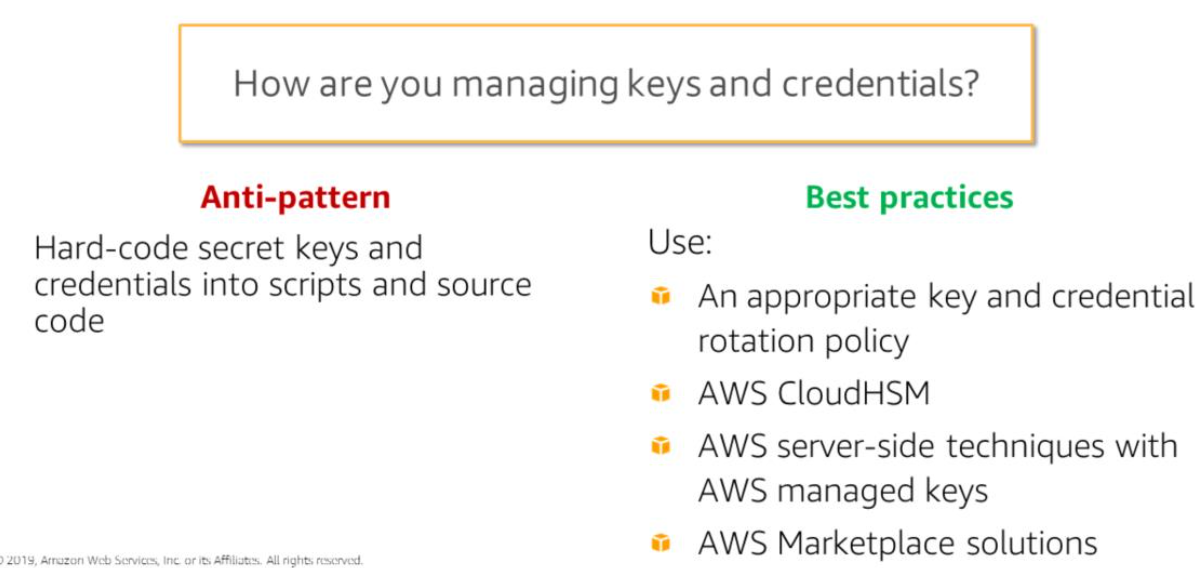 How are you managing keys and credentials?
Anti-pattern
Hard-code secret keys and
credentials into scripts and source
code
Best practices
Use:
An appropriate key and credential
rotation policy
AWS CloudHSM
AWS server-side techniques with
AWS managed keys
AWS Marketplace solutions
© 2019, Amazon Web Services, Inc. or its Affiliates. All rights reserved.